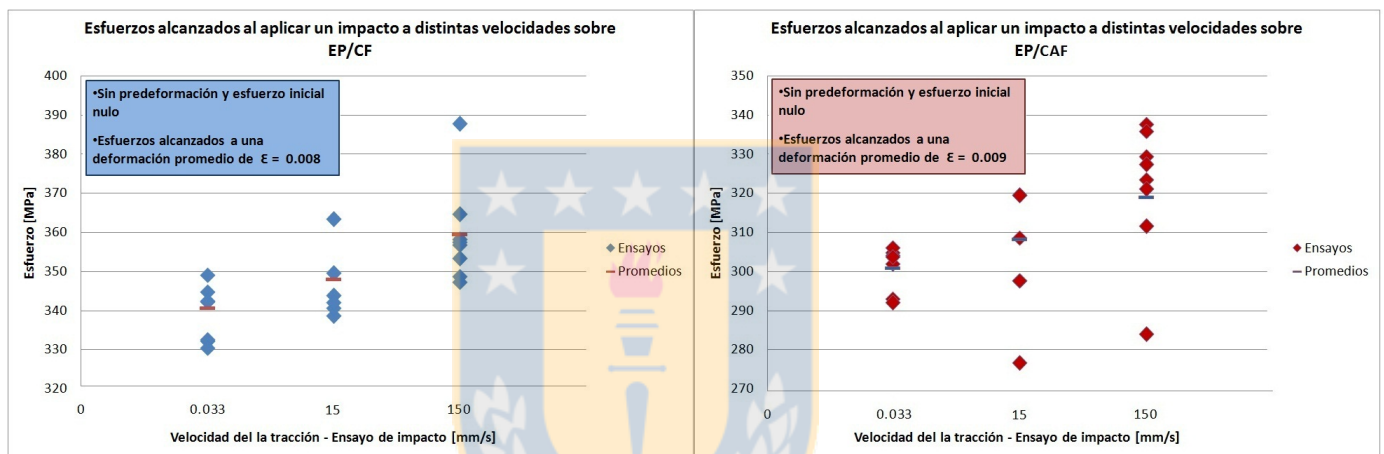 Esfuerzos alcanzados al aplicar un impacto a distintas velocidades sobre
EP/CF
400
390
380
370
360
350
340
330
320
Esfuerzo [MPa]
•Sin predeformación y esfuerzo inicial
nulo
•Esfuerzos alcanzados a una
deformación promedio de Ɛ = 0.008
Ensayos
Promedios
0
0.033
15
150
Velocidad del la tracción - Ensayo de impacto [mm/s]
Esfuerzos alcanzados al aplicar un impacto a distintas velocidades sobre
EP/CAF
350
340
330
320
310
300
290
280
270
Esfuerzo [MPa]
•Sin predeformación y esfuerzo inicial
nulo
•Esfuerzos alcanzados a una
deformación promedio de Ɛ = 0.009
Ensayos
Promedios
0
0.033
15
150
Velocidad del la tracción - Ensayo de impacto [mm/s]